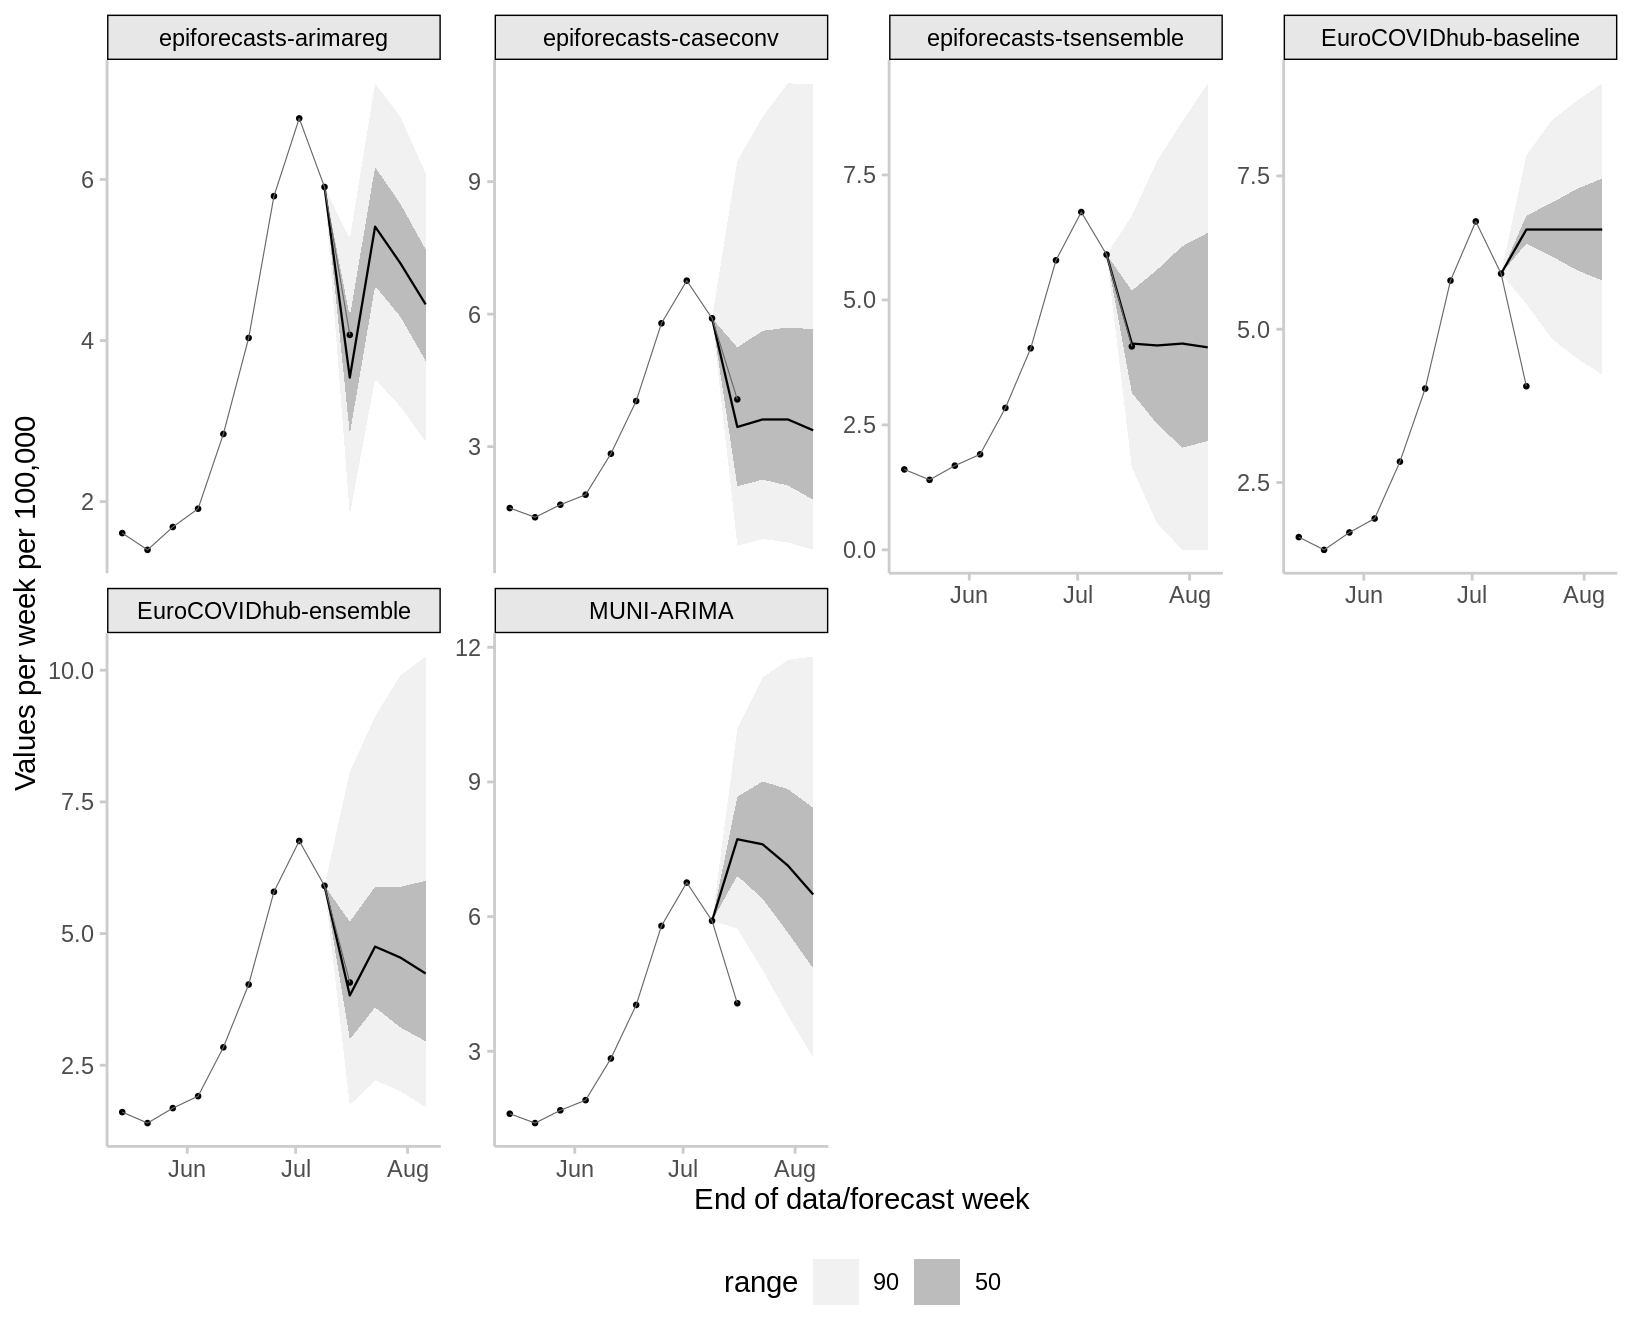 epiforecasts-arimareg
epiforecasts-caseconv
epiforecasts-tsensemble
EuroCOVIDhub-baseline
6
4
2
9
6
3
7.5
5.0
2.5
0.0
7.5
5.0
2.5
Jun Jul Aug
Jun Jul Aug
Values per week per 100,000
EuroCOVIDhub-ensemble
MUNI-ARIMA
10.0
7.5
5.0
2.5
12
9
6
3
Jun Jul Aug
Jun Jul Aug
End of data/forecast week
range 90 50